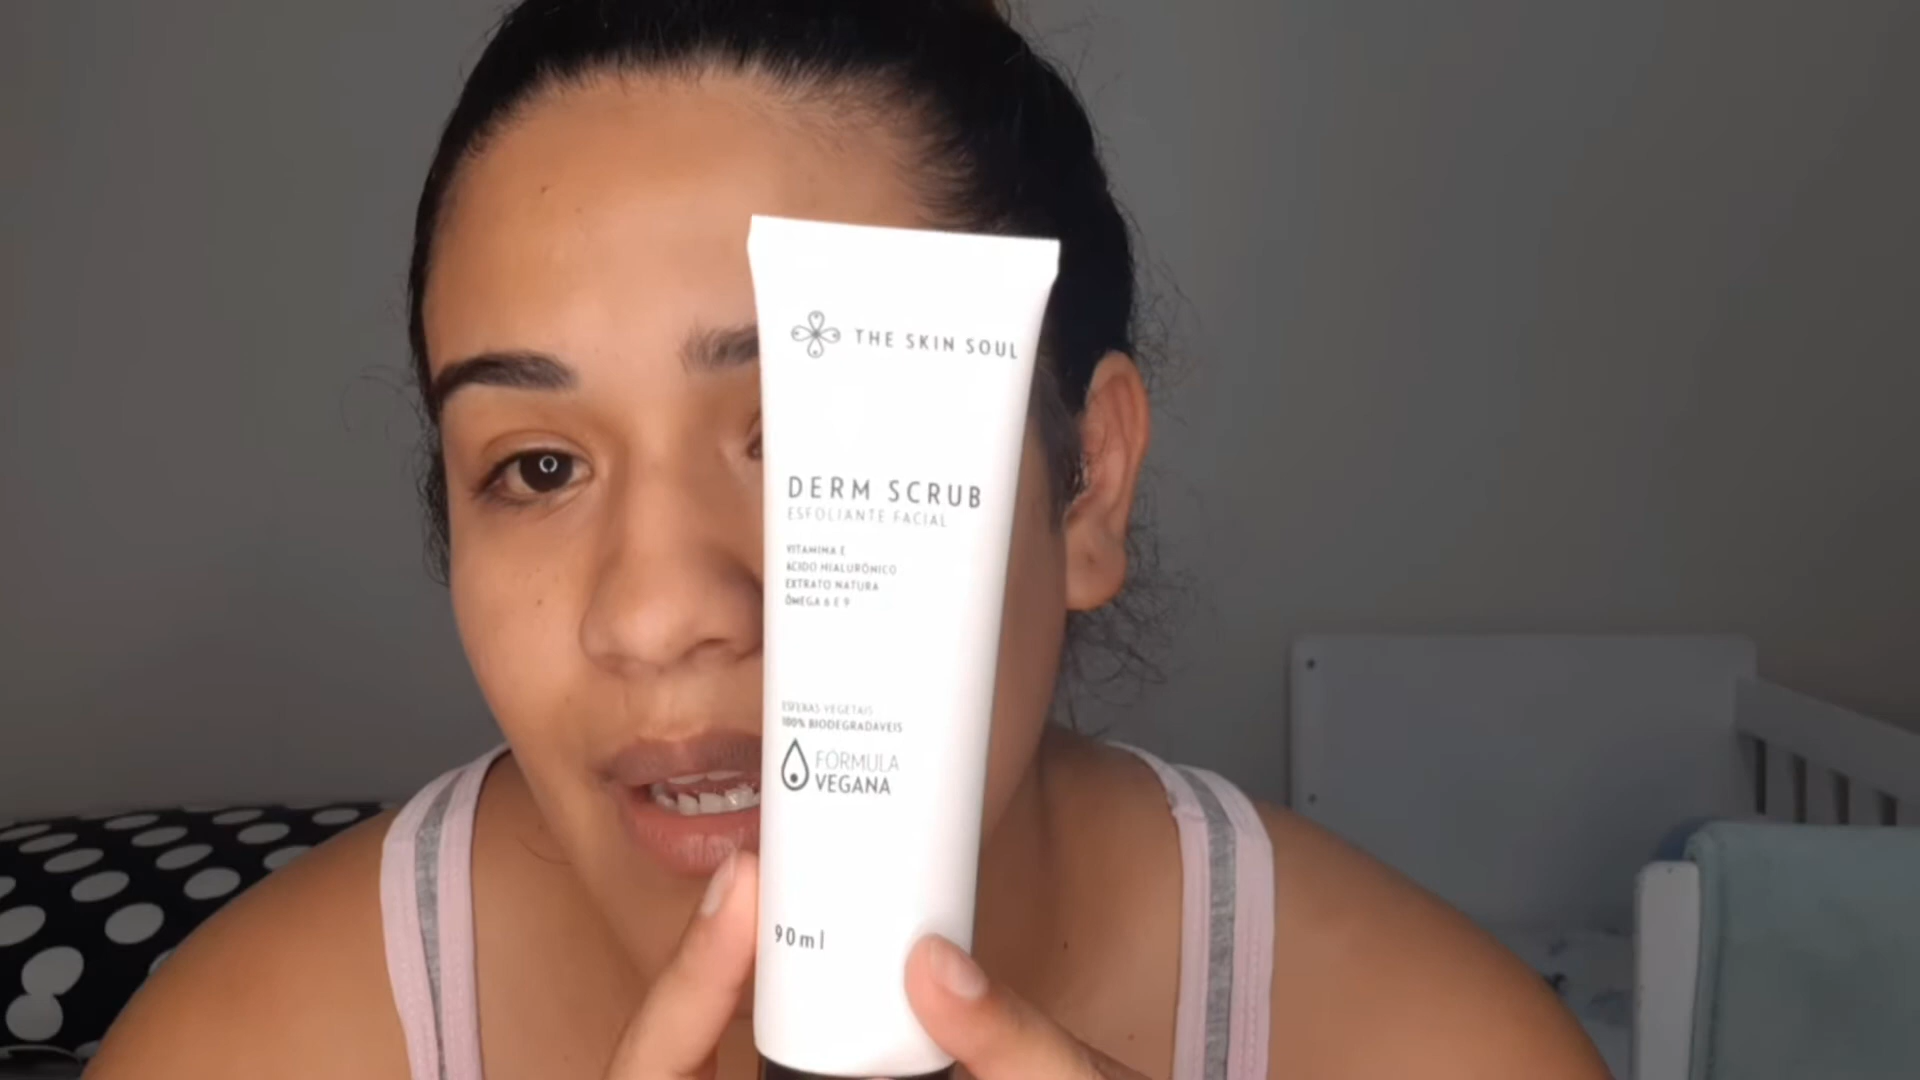 THE SKIN SOUL
DERM SCRUB
ESFOLIANTE FACIAL
VITAMINA E
ÁCIDO HIALURÔNICO
EXTRATO NATURA
ÔMEGA 6 E 9
ESFERAS VEGETAIS
100% BIODEGRADÁVEIS
FÓRMULA
VEGANA
90ml